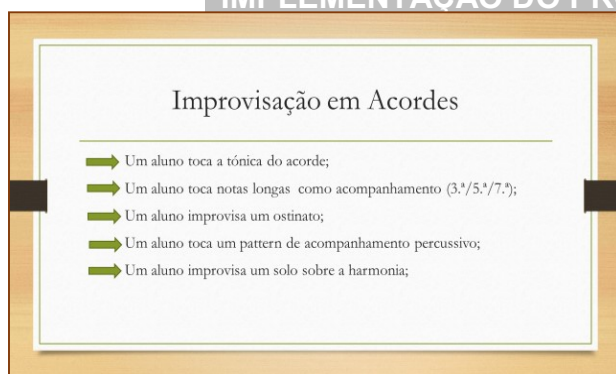 Improvisação em Acordes
Um aluno toca a tónica do acorde;
Um aluno toca notas longas como acompanhamento (3.ª/5.ª/7.ª);
Um aluno improvisa um ostinato;
Um aluno toca um pattern de acompanhamento percussivo;
Um aluno improvisa um solo sobre a harmonia;